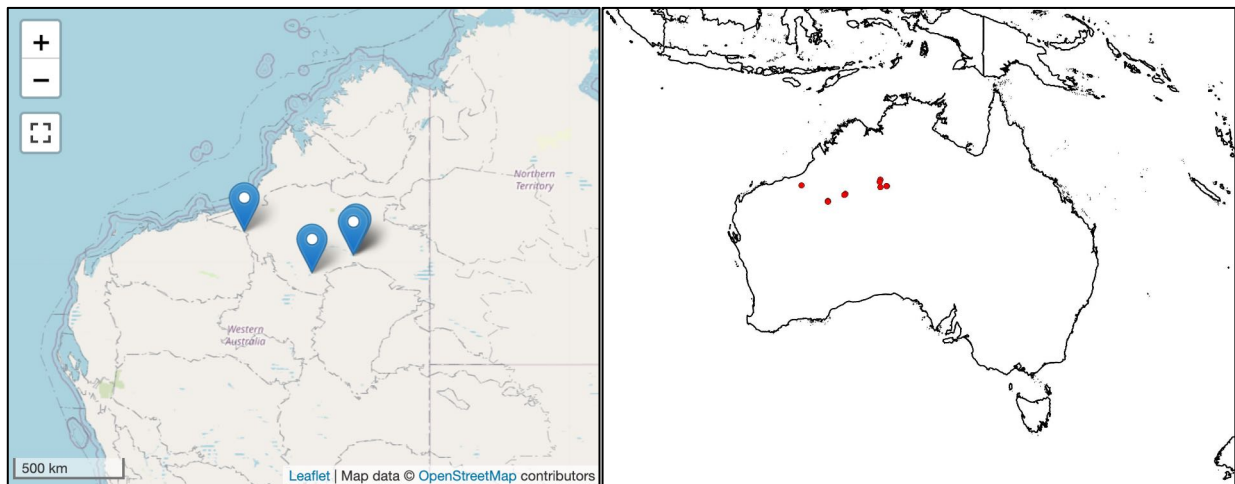 +
−
Northern
Territory
Western
Australia
500 km
Leaflet | Map data © OpenStreetMap contributors